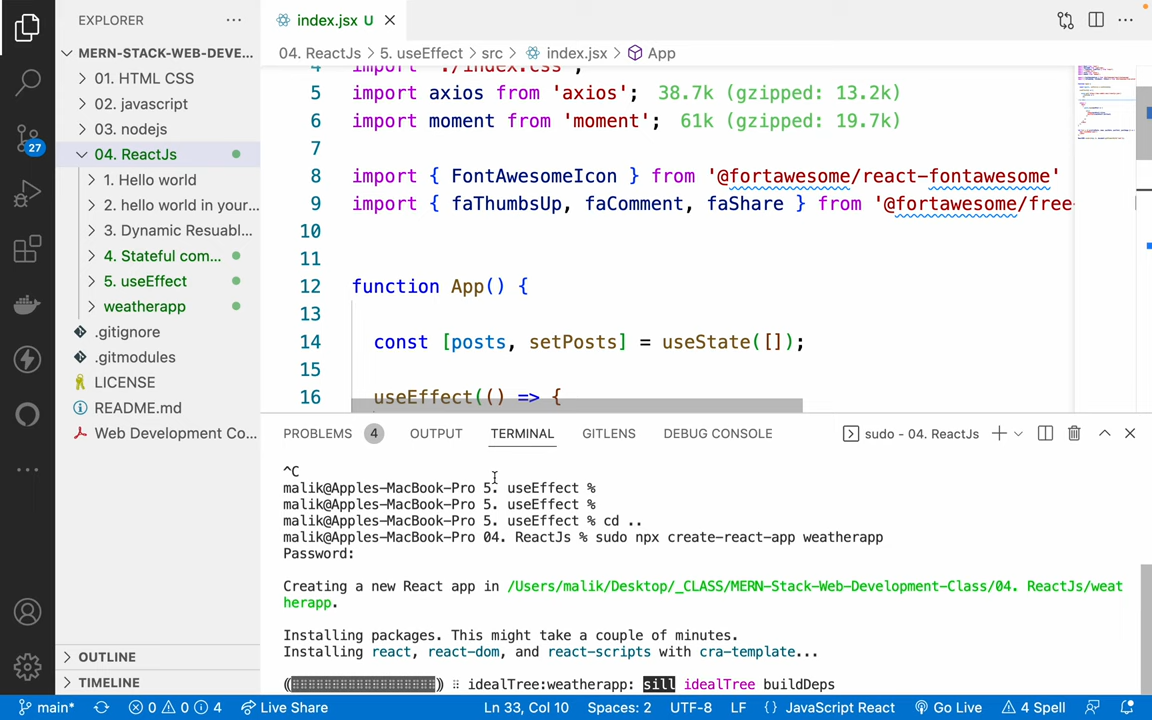 EXPLORER
MERN-STACK-WEB-DEVE...
01. HTML CSS
02. javascript
03. nodejs
04. ReactJs
1. Hello world
2. hello world in your...
3. Dynamic Resuabl...
4. Stateful com...
5. useEffect
weatherapp
.gitignore
.gitmodules
LICENSE
README.md
Web Development Co...
OUTLINE
TIMELINE
27
index.jsx U
04. ReactJs > 5. useEffect > src > index.jsx > App
4 import './index.css';
5 import axios from 'axios'; 38.7k (gzipped: 13.2k)
6 import moment from 'moment'; 61k (gzipped: 19.7k)
7
8 import { FontAwesomeIcon } from '@fortawesome/react-fontawesome'
9 import { faThumbsUp, faComment, faShare } from '@fortawesome/free-
10
11
12 function App() {
13
14 const [posts, setPosts] = useState([]);
15
16 useEffect(() => {
PROBLEMS 4 OUTPUT TERMINAL GITLENS DEBUG CONSOLE sudo - 04. ReactJs
^C
malik@Apples-MacBook-Pro 5. useEffect %
malik@Apples-MacBook-Pro 5. useEffect %
malik@Apples-MacBook-Pro 5. useEffect % cd ..
malik@Apples-MacBook-Pro 04. ReactJs % sudo npx create-react-app weatherapp
Password:
Creating a new React app in /Users/malik/Desktop/_CLASS/MERN-Stack-Web-Development-Class/04. ReactJs/weat
herapp.
Installing packages. This might take a couple of minutes.
Installing react, react-dom, and react-scripts with cra-template...
idealTree:weatherapp: sill idealTree buildDeps
main* 0 0 4 Live Share Ln 33, Col 10 Spaces: 2 UTF-8 LF {} JavaScript React Go Live 4 Spell